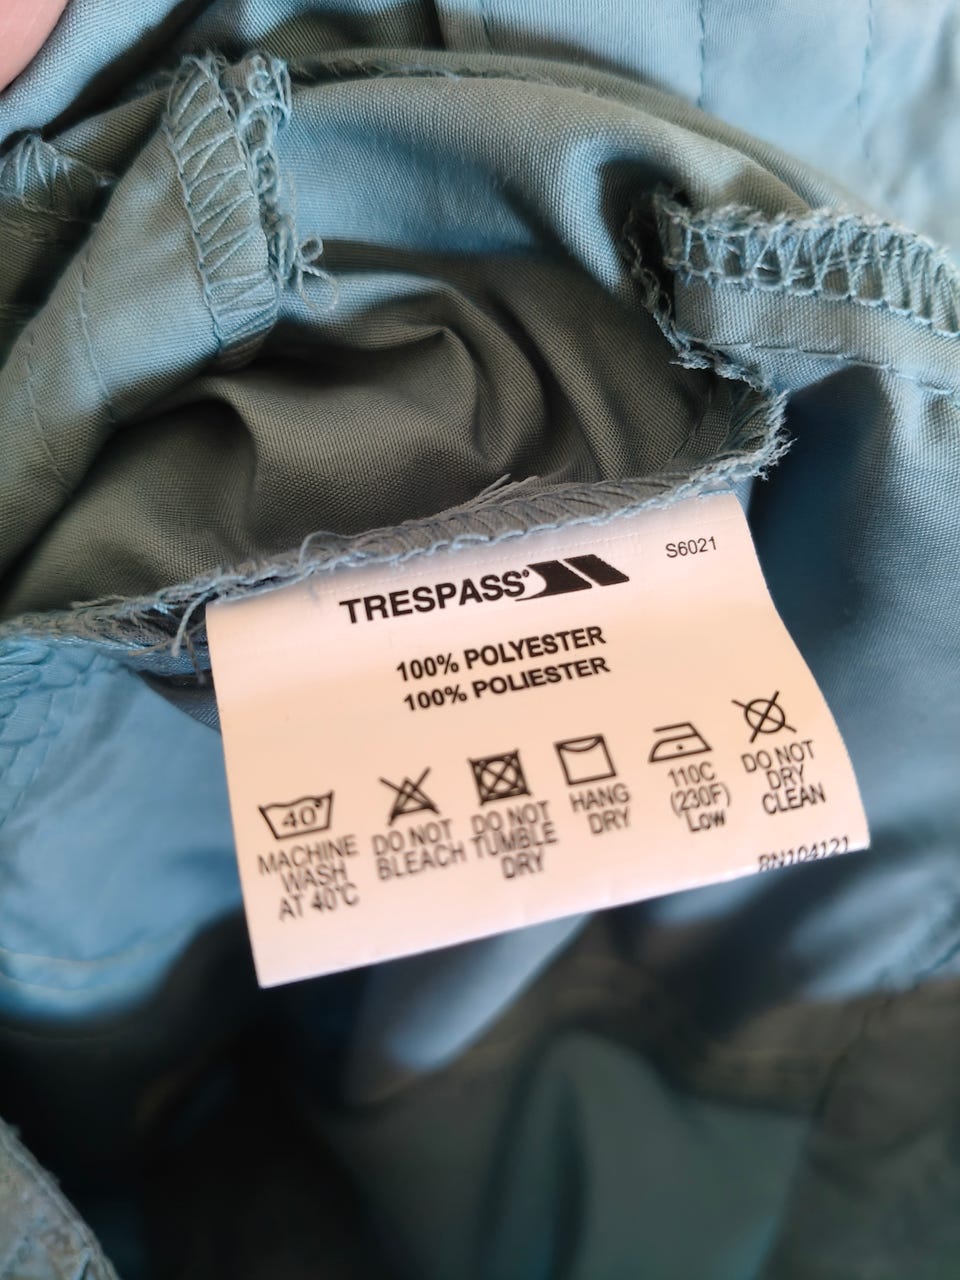 S6021
TRESPASS®
100% POLYESTER
100% POLIESTER
40°
MACHINE
WASH
AT 40°C
DO NOT
BLEACH
DO NOT
TUMBLE
DRY
HANG
DRY
110C
(230F)
Low
DO NOT
DRY
CLEAN
RN104121